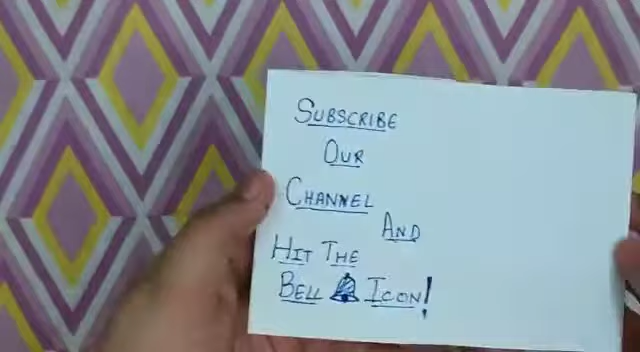 SUBSCRIBE
OUR
CHANNEL
AND
HIT THE
BELL 🔔 ICON!